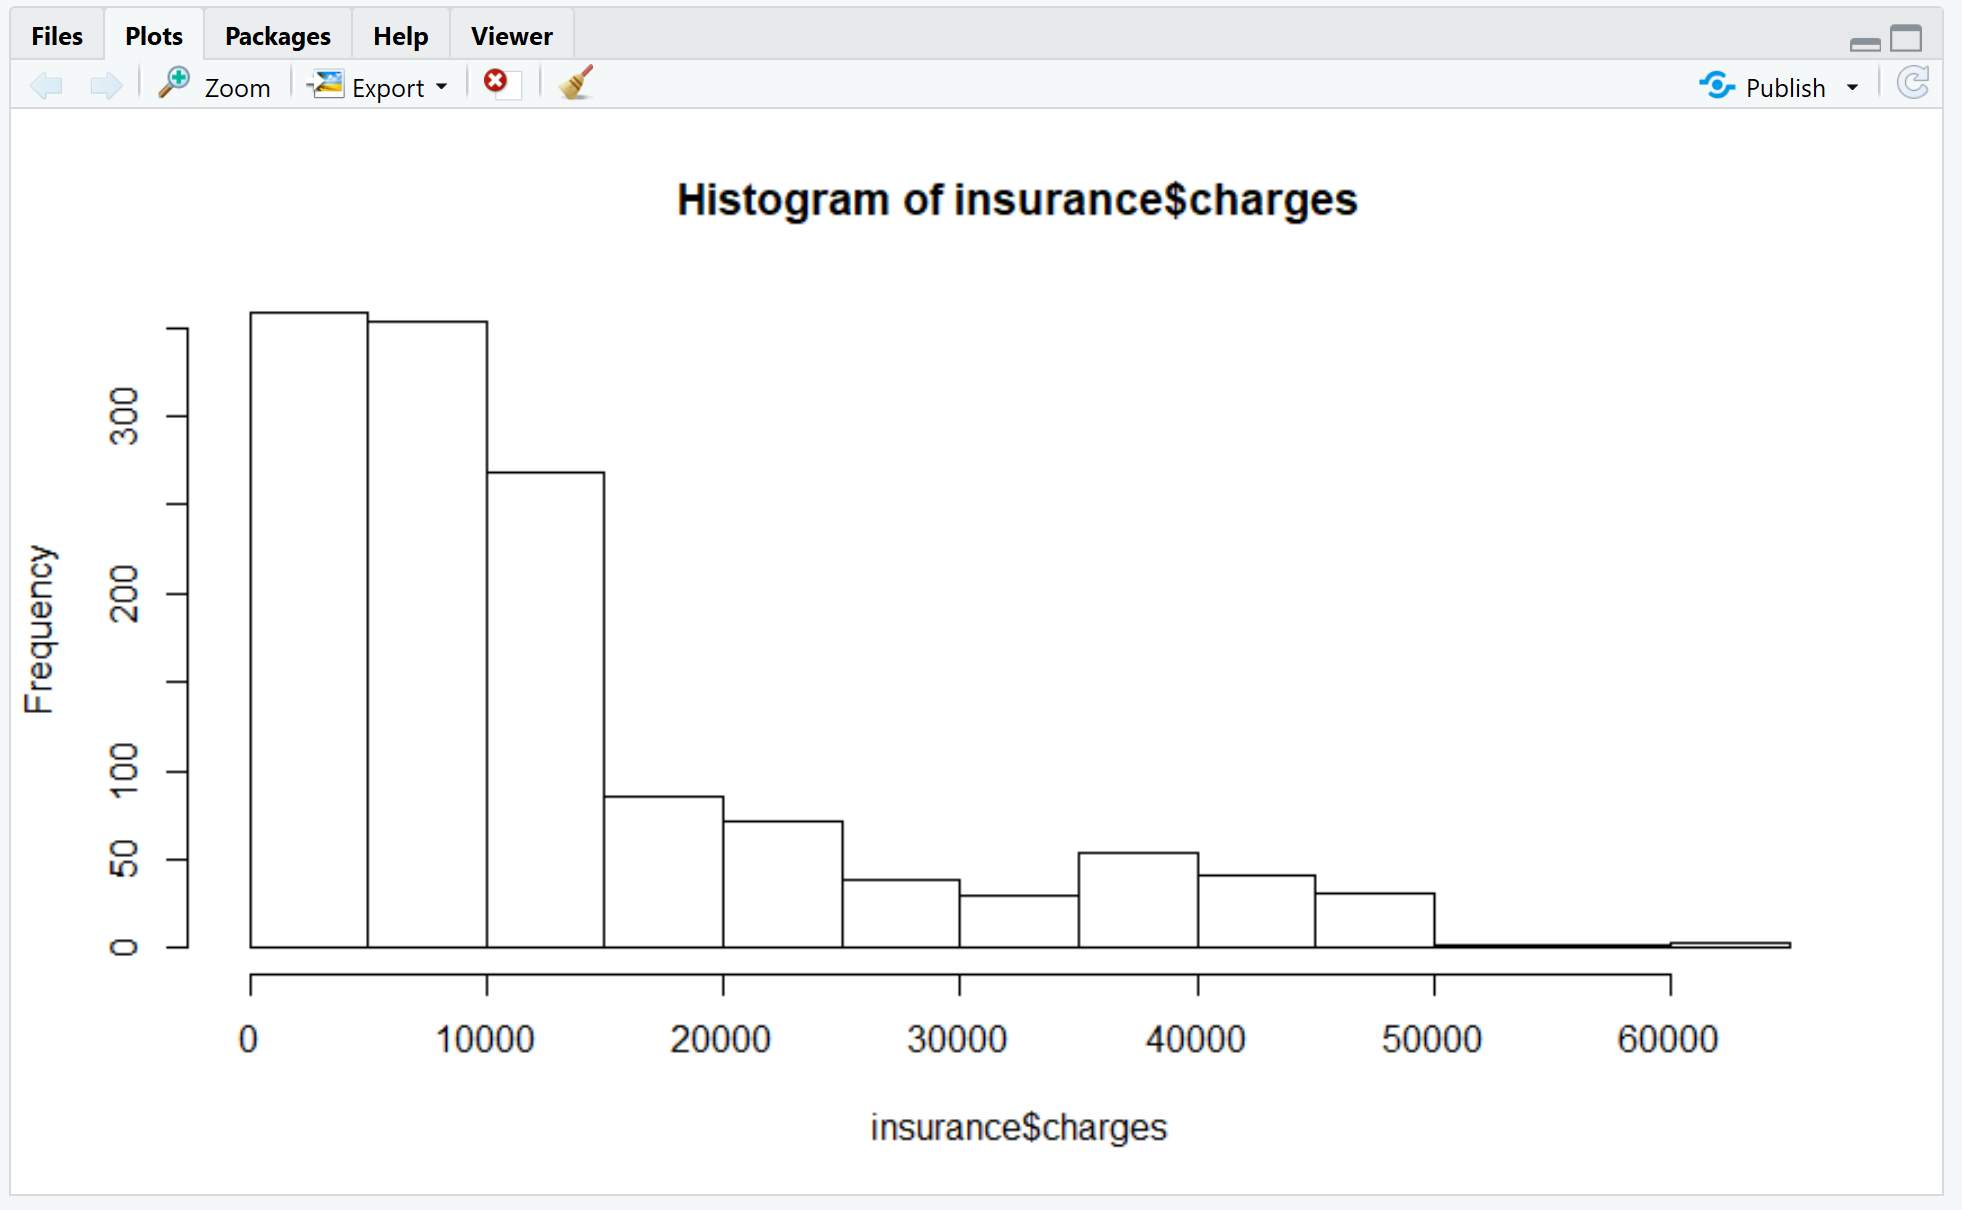 Files Plots Packages Help Viewer
Zoom Export Publish
Histogram of insurance$charges
Frequency
300
200
100
50
0
0 10000 20000 30000 40000 50000 60000
insurance$charges